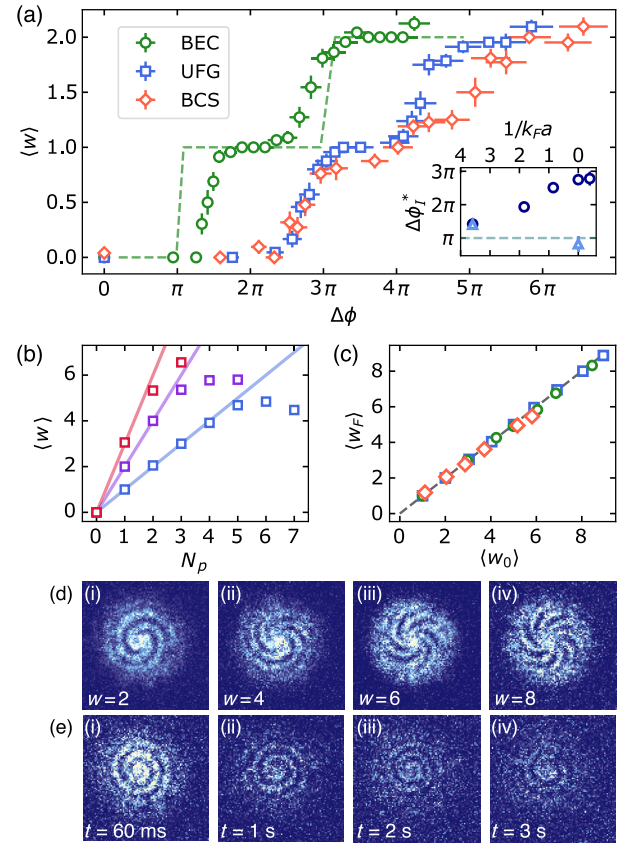 (a)
⟨w⟩
2.0
1.5
1.0
0.5
0.0
BEC
UFG
BCS
0 π 2π 3π 4π 5π 6π
Δϕ
1/k_F a
4 2 0
Δϕ_I^*
3π
2π
π
(b)
⟨w⟩
6
4
2
0
0 1 2 3 4 5 6 7
N_p
(c)
⟨w_F⟩
8
6
4
2
0
0 2 4 6 8
⟨w_0⟩
(d) (i) (ii) (iii) (iv)
w = 2 w = 4 w = 6 w = 8
(e) (i) (ii) (iii) (iv)
t = 60 ms t = 1 s t = 2 s t = 3 s